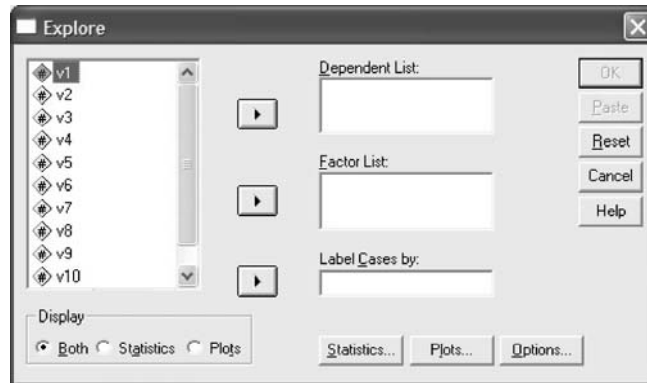 Explore
v1
v2
v3
v4
v5
v6
v7
v8
v9
v10
Dependent List:
Factor List:
Label Cases by:
OK
Paste
Reset
Cancel
Help
Display
Both Statistics Plots
Statistics... Plots... Options...